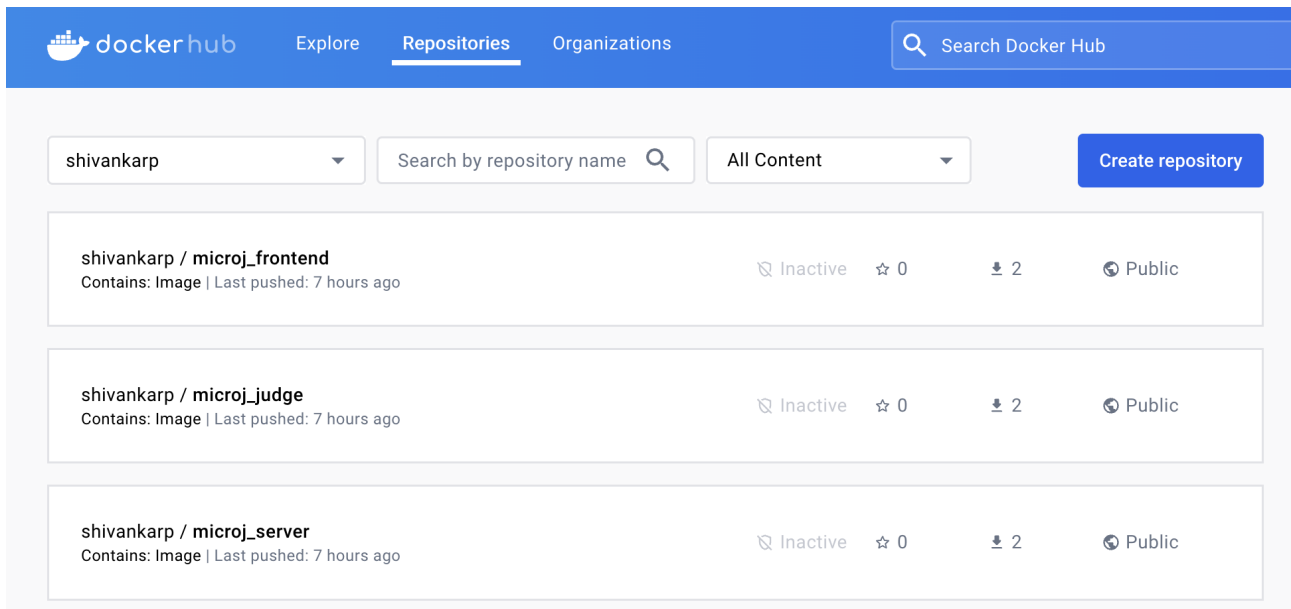 dockerhub Explore Repositories Organizations Search Docker Hub
shivankarp Search by repository name All Content Create repository
shivankarp / microj_frontend
Contains: Image | Last pushed: 7 hours ago
Inactive 0 2 Public
shivankarp / microj_judge
Contains: Image | Last pushed: 7 hours ago
Inactive 0 2 Public
shivankarp / microj_server
Contains: Image | Last pushed: 7 hours ago
Inactive 0 2 Public